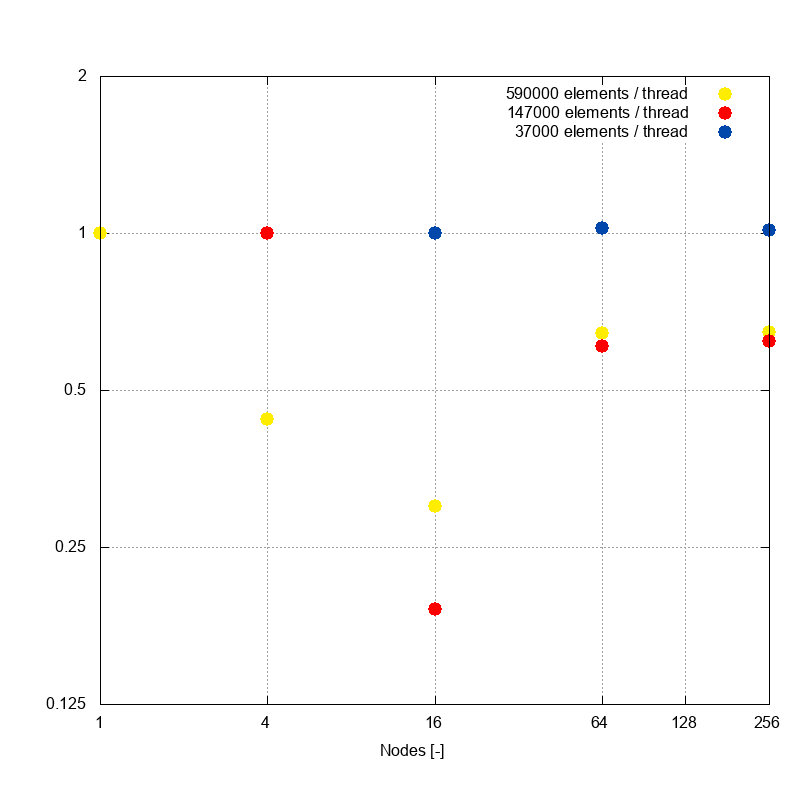 2
590000 elements / thread
147000 elements / thread
37000 elements / thread
1
0.5
0.25
0.125
1 4 16 64 128 256
Nodes [-]